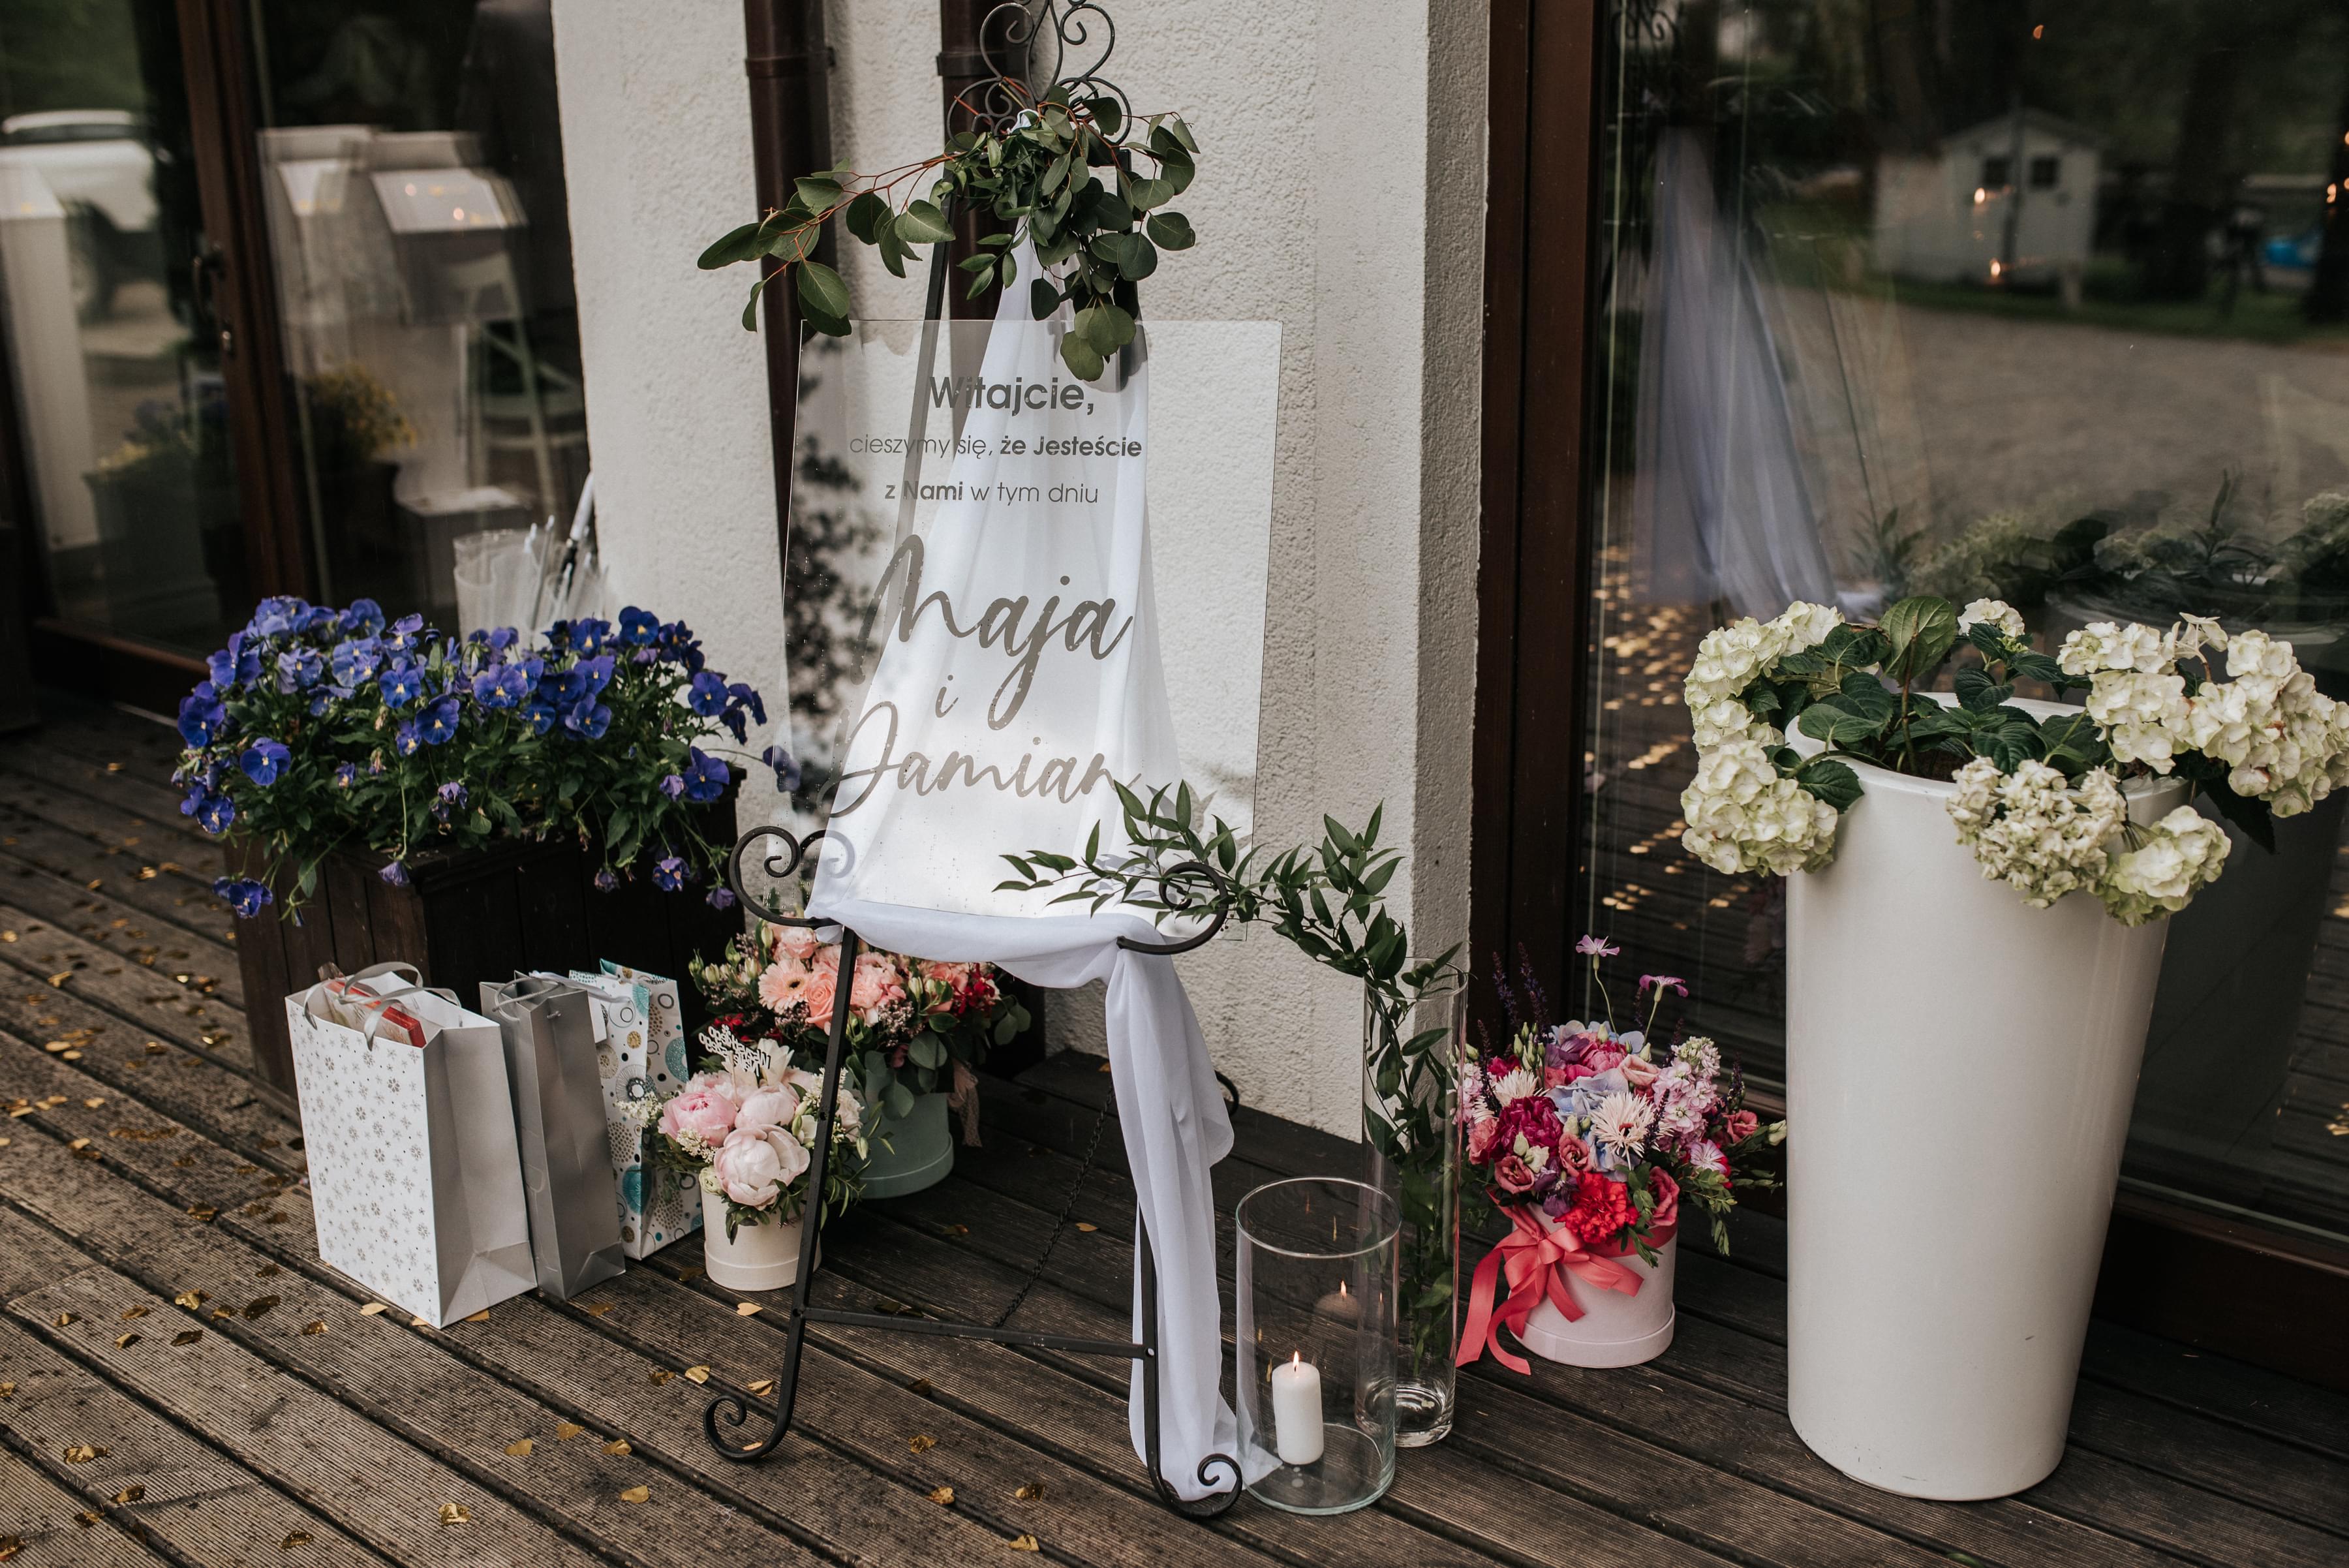 Witajcie,
cieszymy się, że Jesteście
z Nami w tym dniu
Maja
i
Damian